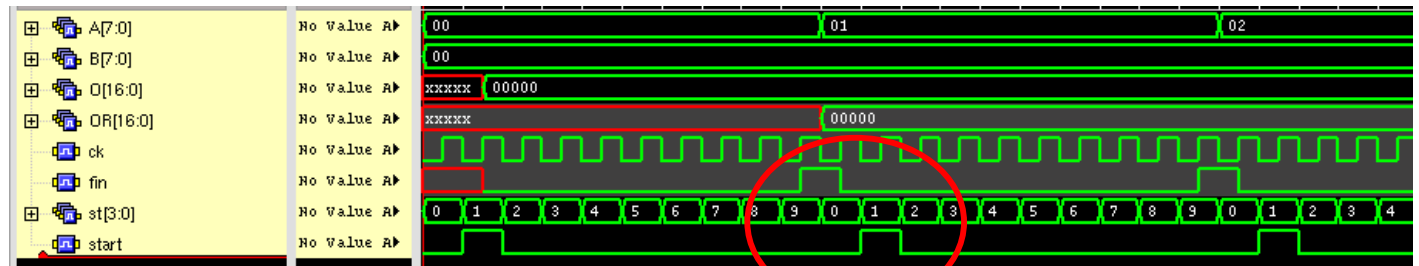 A[7:0] No Value A 00 01 02
B[7:0] No Value A 00
O[16:0] No Value A xxxxx 00000
OR[16:0] No Value A xxxxx 00000
ck No Value A
fin No Value A
st[3:0] No Value A 0 1 2 3 4 5 6 7 8 9 0 1 2 3 4 5 6 7 8 9 0 1 2 3 4
start No Value A